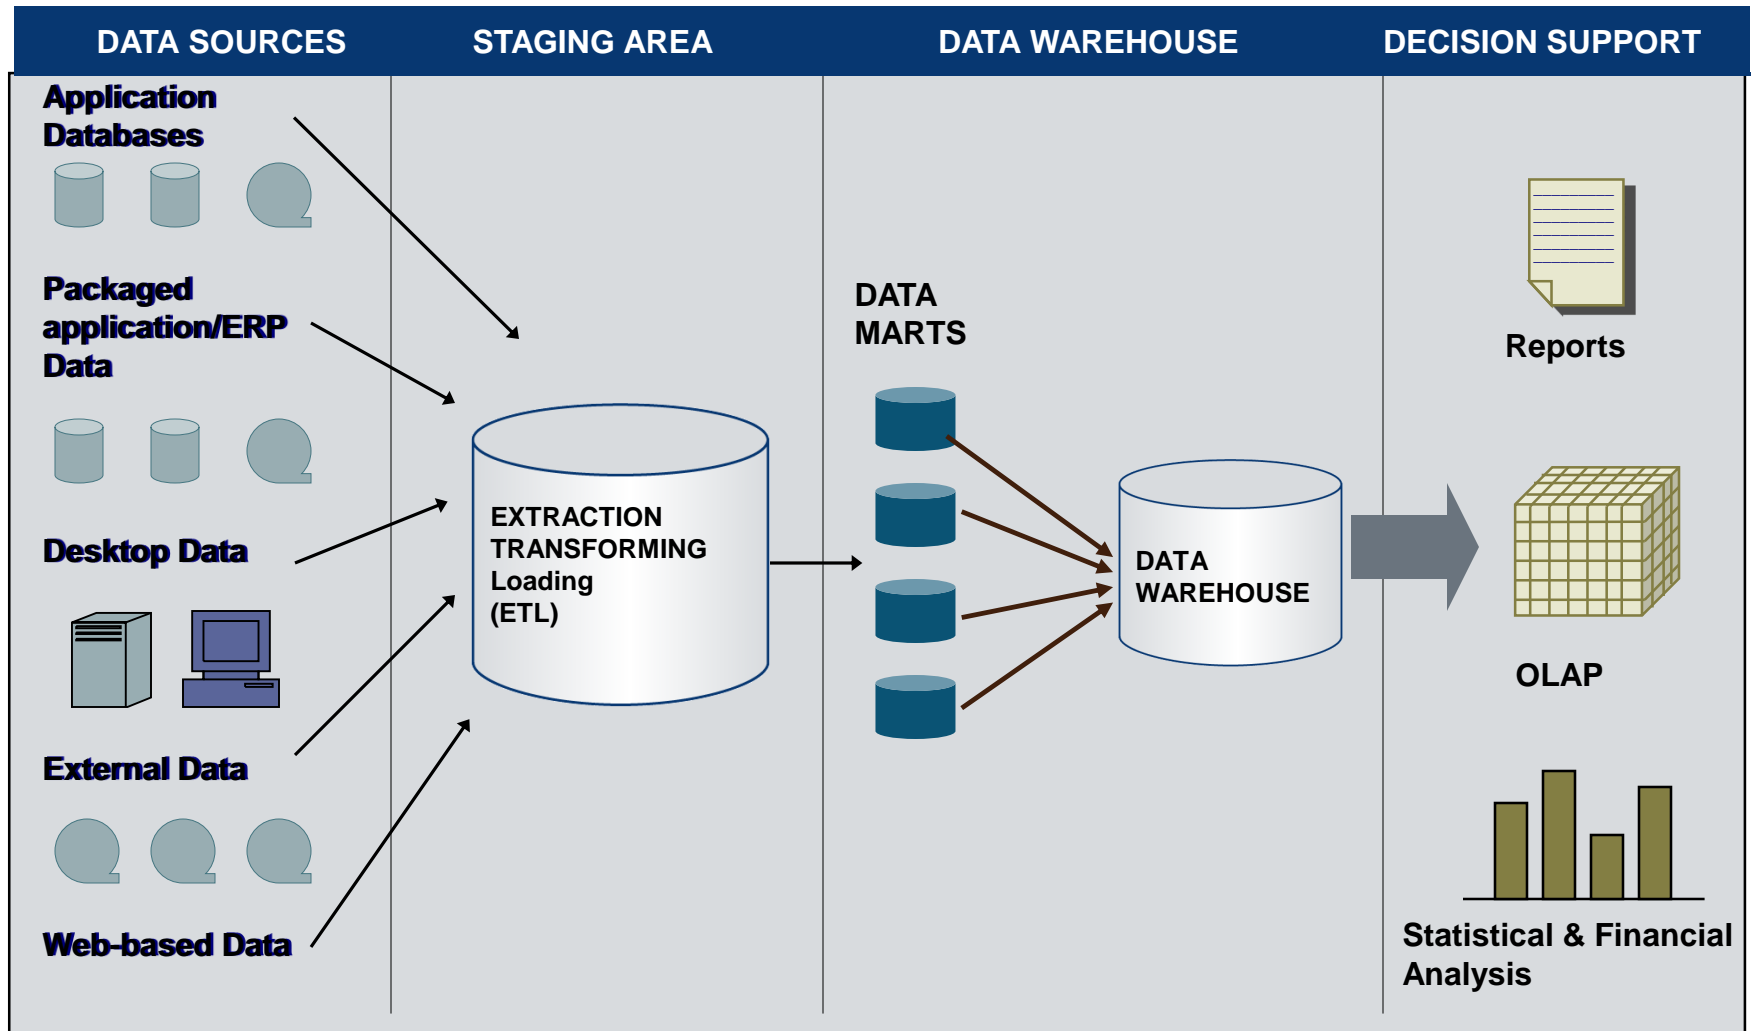 DATA SOURCES
STAGING AREA
DATA WAREHOUSE
DECISION SUPPORT
Application
Databases
Packaged
application/ERP
Data
Desktop Data
External Data
Web-based Data
EXTRACTION
TRANSFORMING
Loading
(ETL)
DATA
MARTS
DATA
WAREHOUSE
Reports
OLAP
Statistical & Financial
Analysis